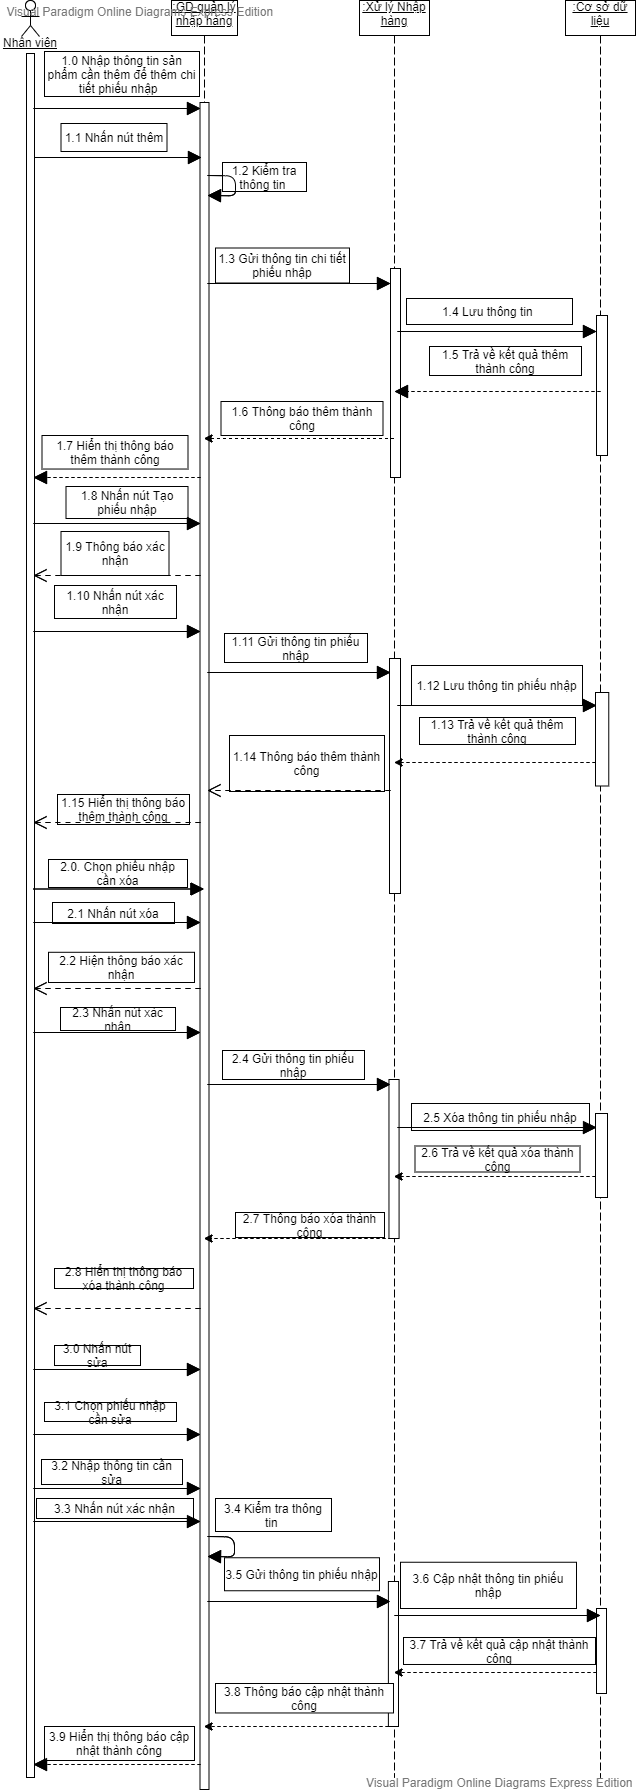 Visual Paradigm Online Diagrams Express Edition
Nhân viên
:GD quản lý
nhập hàng
:Xử lý Nhập
hàng
:Cơ sở dữ
liệu
1.0 Nhập thông tin sản
phẩm cần thêm để thêm chi
tiết phiếu nhập
1.1 Nhấn nút thêm
1.2 Kiểm tra
thông tin
1.3 Gửi thông tin chi tiết
phiếu nhập
1.4 Lưu thông tin
1.5 Trả về kết quả thêm
thành công
1.6 Thông báo thêm thành
công
1.7 Hiển thị thông báo
thêm thành công
1.8 Nhấn nút Tạo
phiếu nhập
1.9 Thông báo xác
nhận
1.10 Nhấn nút xác
nhận
1.11 Gửi thông tin phiếu
nhập
1.12 Lưu thông tin phiếu nhập
1.13 Trả về kết quả thêm
thành công
1.14 Thông báo thêm thành
công
1.15 Hiển thị thông báo
thêm thành công
2.0. Chọn phiếu nhập
cần xóa
2.1 Nhấn nút xóa
2.2 Hiện thông báo xác
nhận
2.3 Nhấn nút xác
nhận
2.4 Gửi thông tin phiếu
nhập
2.5 Xóa thông tin phiếu nhập
2.6 Trả về kết quả xóa thành
công
2.7 Thông báo xóa thành
công
2.8 Hiển thị thông báo
xóa thành công
3.0 Nhấn nút
sửa
3.1 Chọn phiếu nhập
cần sửa
3.2 Nhập thông tin cần
sửa
3.3 Nhấn nút xác nhận
3.4 Kiểm tra thông
tin
3.5 Gửi thông tin phiếu nhập
3.6 Cập nhật thông tin phiếu
nhập
3.7 Trả về kết quả cập nhật thành
công
3.8 Thông báo cập nhật thành
công
3.9 Hiển thị thông báo cập
nhật thành công
Visual Paradigm Online Diagrams Express Edition